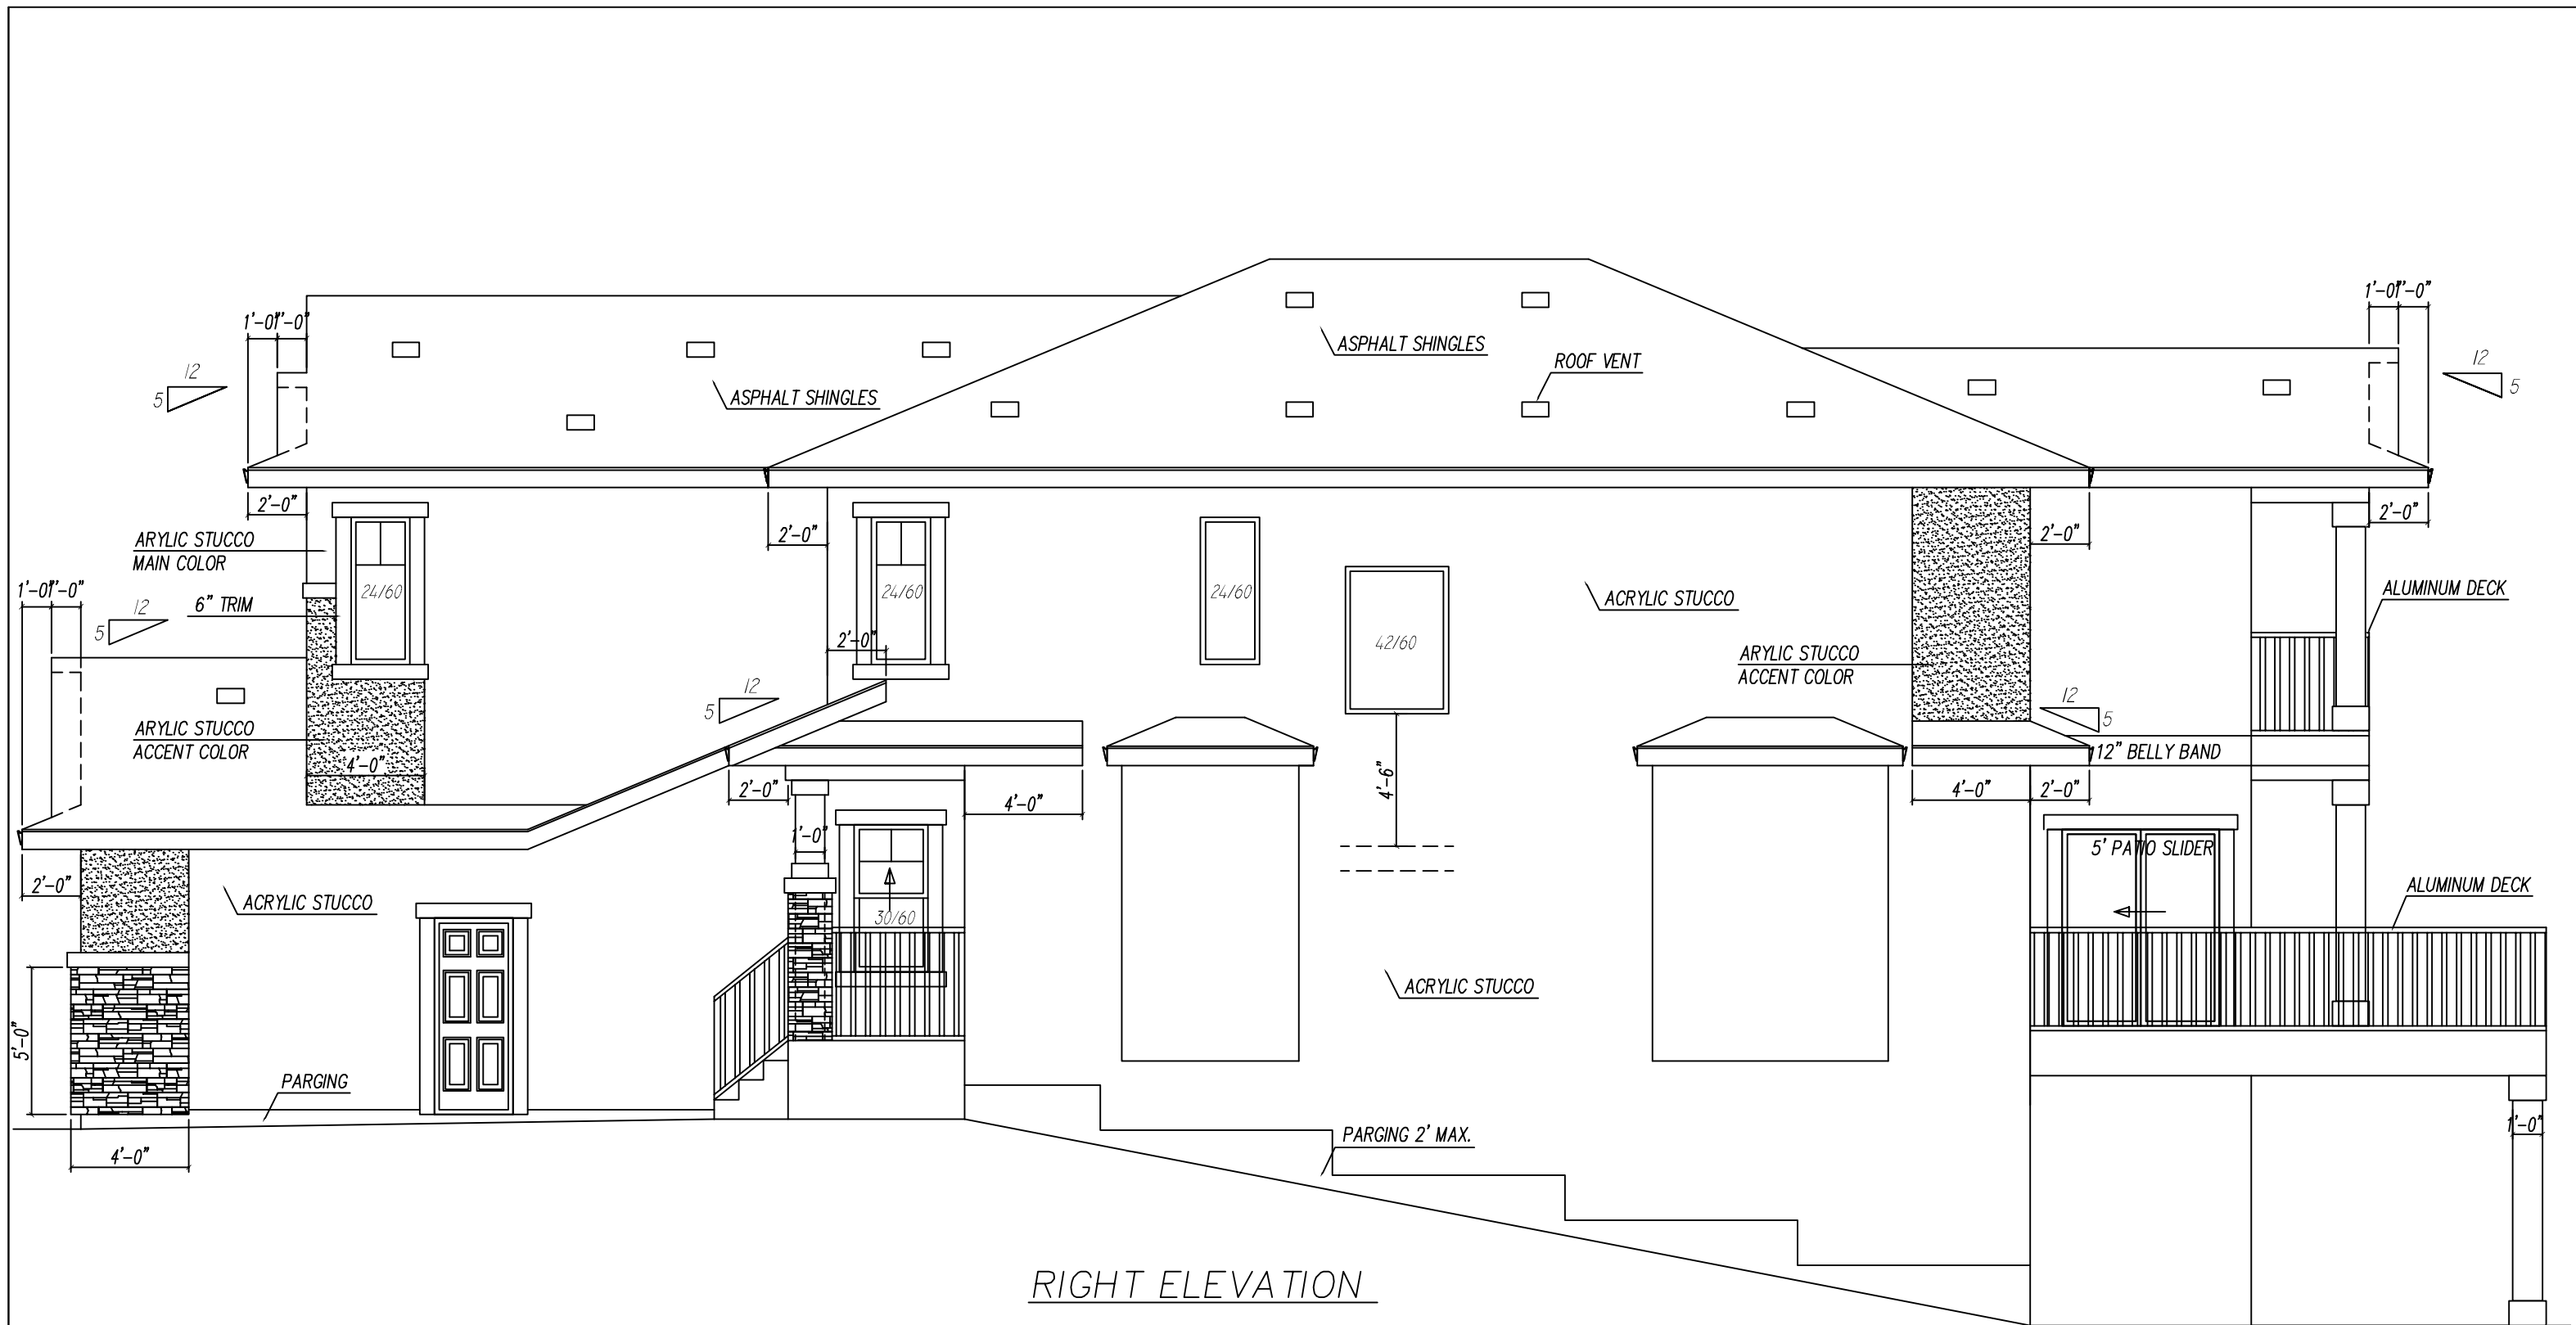 1'-0" 1'-0"
1'-0" 1'-0"
12
5
ASPHALT SHINGLES
ROOF VENT
12
5
ASPHALT SHINGLES
2'-0"
2'-0"
2'-0"
2'-0"
ARYLIC STUCCO
MAIN COLOR
1'-0" 1'-0"
24/60
24/60
24/60
6" TRIM
12
5
ACRYLIC STUCCO
ALUMINUM DECK
2'-0"
42/60
ARYLIC STUCCO
ACCENT COLOR
12
5
12
5
ARYLIC STUCCO
ACCENT COLOR
12" BELLY BAND
4'-0"
4'-6"
2'-0"
4'-0"
4'-0"
2'-0"
1'-0"
5' PATIO SLIDER
2'-0"
ACRYLIC STUCCO
30/60
ALUMINUM DECK
ACRYLIC STUCCO
5'-0"
PARGING
4'-0"
PARGING 2' MAX.
1'-0"
RIGHT ELEVATION